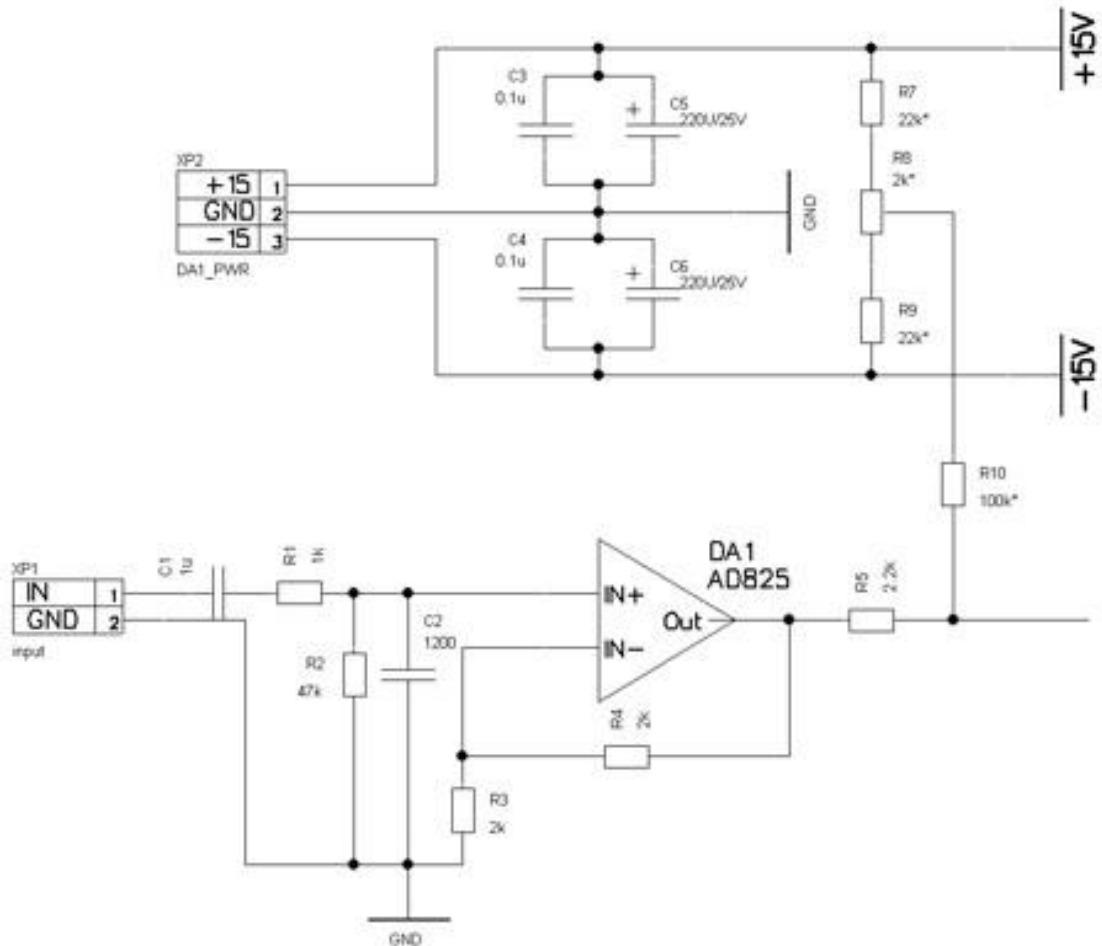 +15V
C3
0.1u
+
C5
220U/25V
R7
22k*
R8
2k*
XP2
+15 1
GND 2
-15 3
DA1_PWR
GND
C4
0.1u
+
C6
220U/25V
R9
22k*
-15V
R10
100k*
XP1
IN 1
GND 2
input
C1
1u
R1
1k
DA1
AD825
IN+
Out
IN-
R5
2.2k
C2
1200
R2
47k
R4
2k
R3
2k
GND